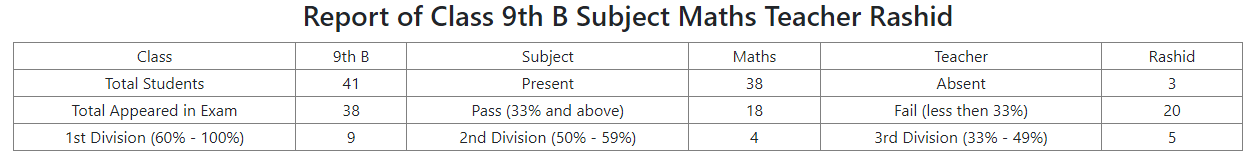 Report of Class 9th B Subject Maths Teacher Rashid
Class 9th B Subject Maths Teacher Rashid
Total Students 41 Present 38 Absent 3
Total Appeared in Exam 38 Pass (33% and above) 18 Fail (less then 33%) 20
1st Division (60% - 100%) 9 2nd Division (50% - 59%) 4 3rd Division (33% - 49%) 5